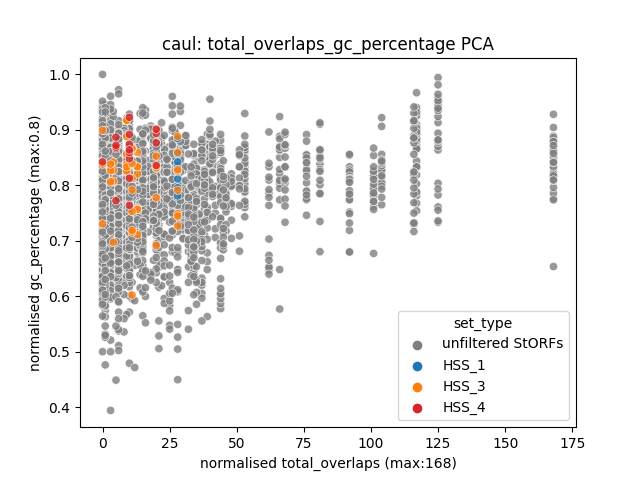 caul: total_overlaps_gc_percentage PCA
1.0
0.9
0.8
0.7
0.6
0.5
0.4
normalised gc_percentage (max:0.8)
set_type
unfiltered StORFs
HSS_1
HSS_3
HSS_4
0 25 50 75 100 125 150 175
normalised total_overlaps (max:168)